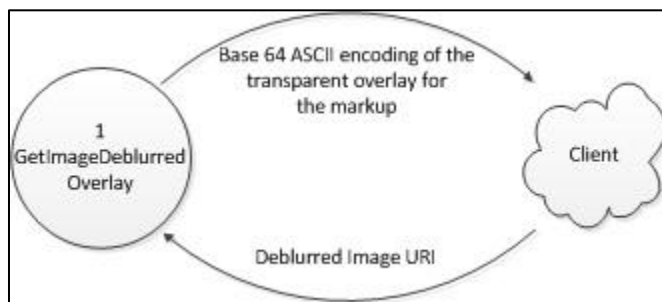 Base 64 ASCII encoding of the
transparent overlay for
the markup
1
GetImageDeblurred
Overlay
Client
Deblurred Image URI